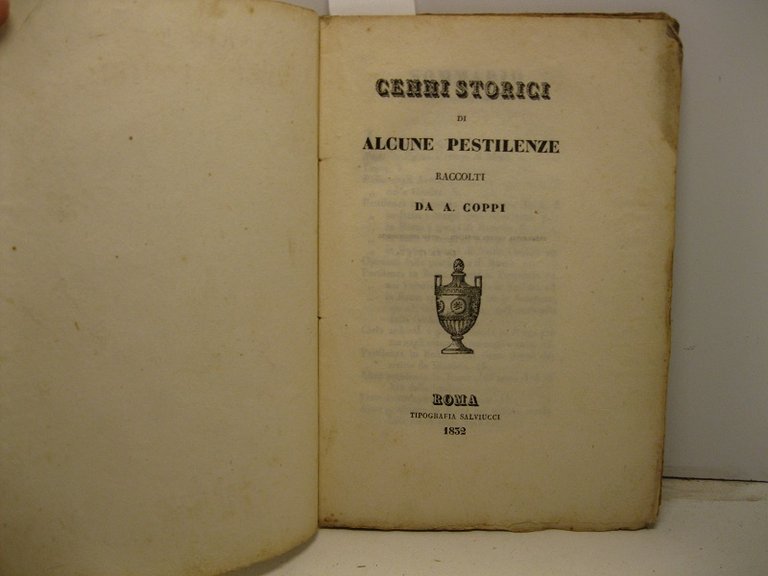 CENNI STORICI
DI
ALCUNE PESTILENZE
RACCOLTI
DA A. COPPI
ROMA
TIPOGRAFIA SALVIUCCI
1832